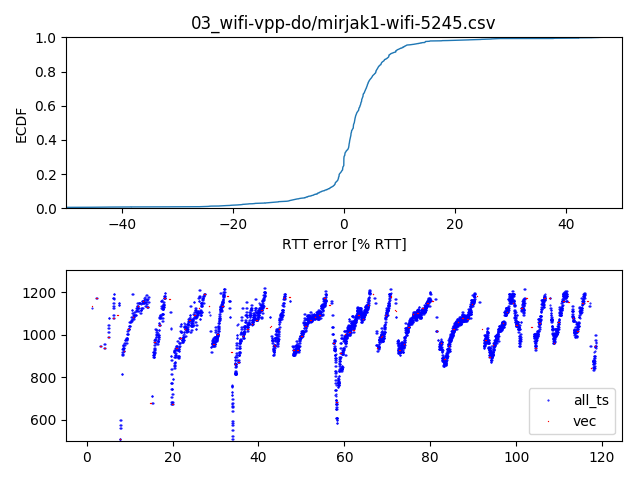 03_wifi-vpp-do/mirjak1-wifi-5245.csv
1.0
0.8
0.6
0.4
0.2
0.0
ECDF
−40 −20 0 20 40
RTT error [% RTT]
1200
1000
800
600
all_ts
vec
0 20 40 60 80 100 120